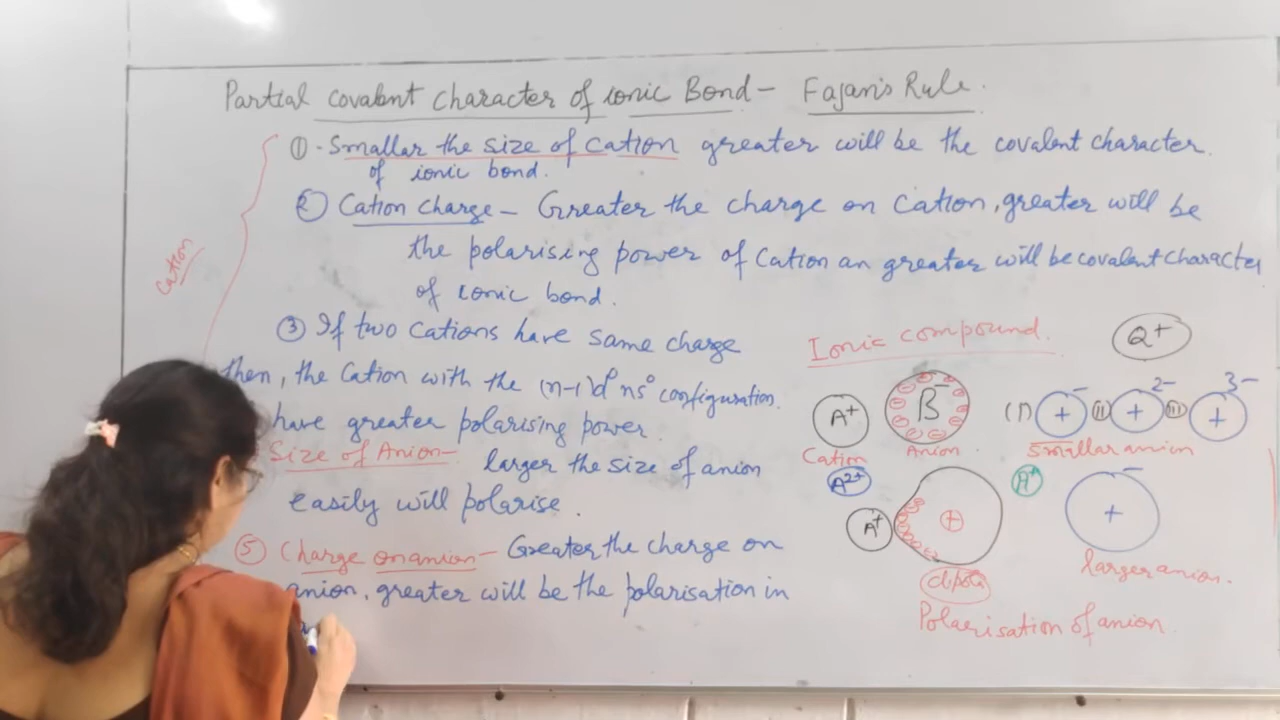 Partial covalent character of ionic Bond - Fajan's Rule.
① - Smallar the size of cation greater will be the covalent character
of ionic bond.
② Cation Charge - Greater the charge on Cation, greater will be
the polarising power of Cation an greater will be covalent character
of ionic bond.
Cation
③ If two Cations have same charge
then, the Cation with the (n-1)d⁰ ns⁰ configuration.
have greater polarising power.
Size of Anion - larger the size of anion
easily will polarise.
⑤ Charge on anion - Greater the charge on
anion, greater will be the polarisation in
Ionic compound.
A⁺ B⁻
Cation Anion
A²⁺
A⁺ +
dipole
Polarisation of anion
(I) + ⁻ (II) + 2- (III) + 3-
Smallar anion
A⁺ + ⁻
larger anion.